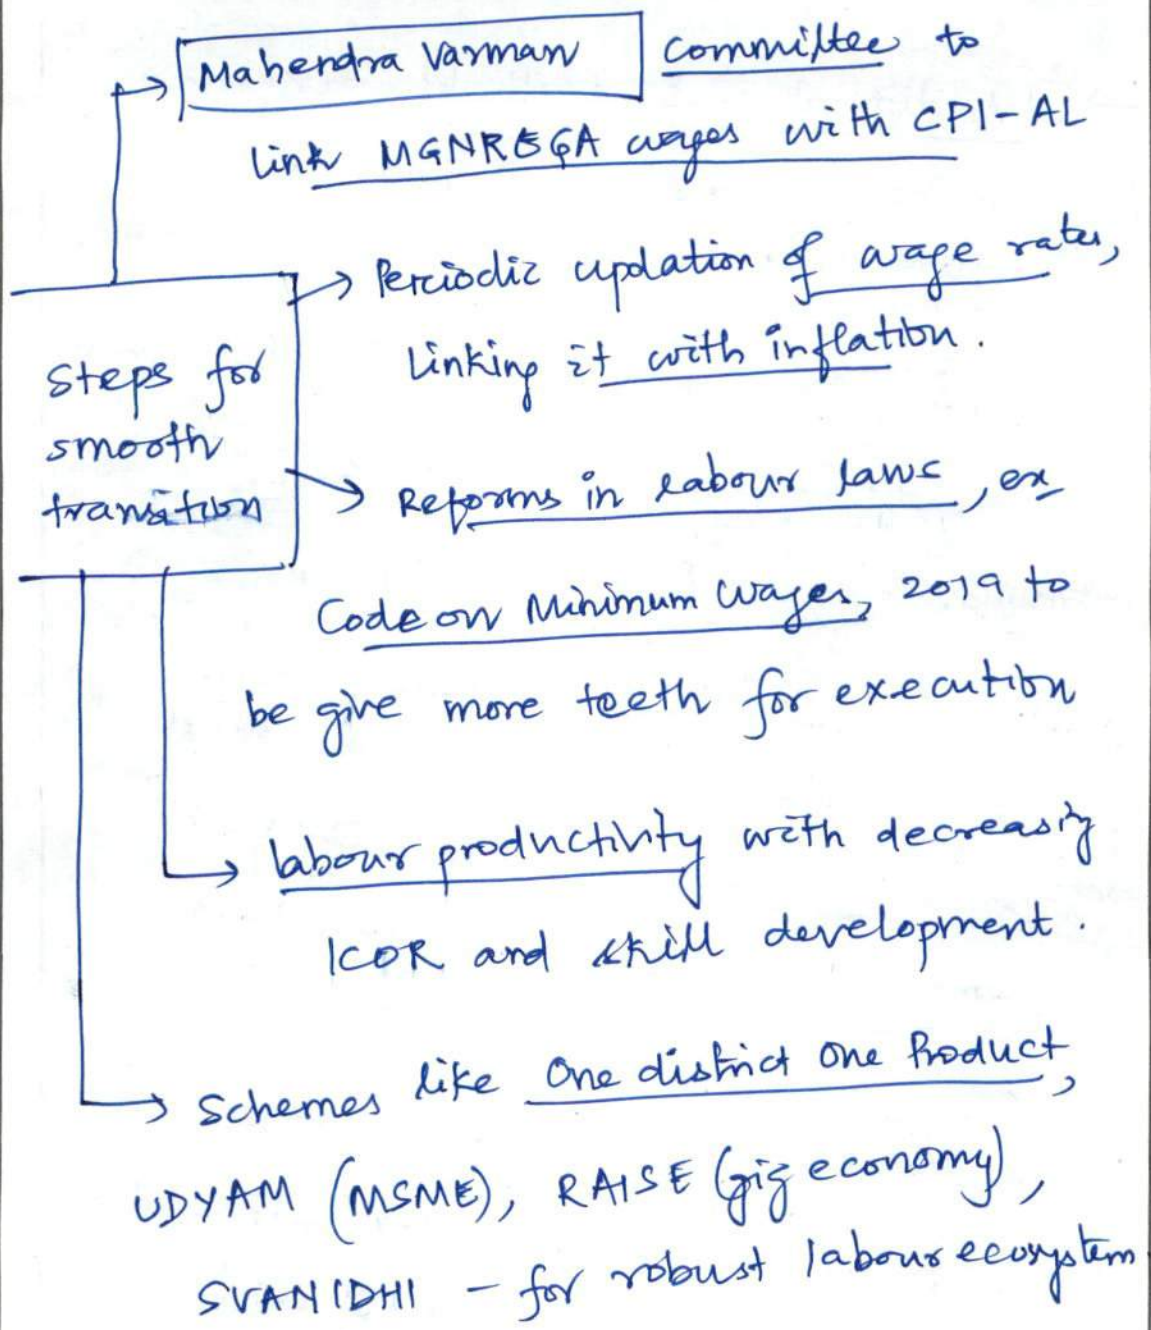 Mahendra Varman committee to
link MGNREGA wages with CPI-AL
Periodic updation of wage rates,
linking it with inflation.
Steps for
smooth
transition
Reforms in labour laws, ex
Code on Minimum Wages, 2019 to
be give more teeth for execution
labour productivity with decreasing
ICOR and skill development.
Schemes like One district One Product,
UDYAM (MSME), RAISE (gig economy),
SVANIDHI - for robust labour ecosystem